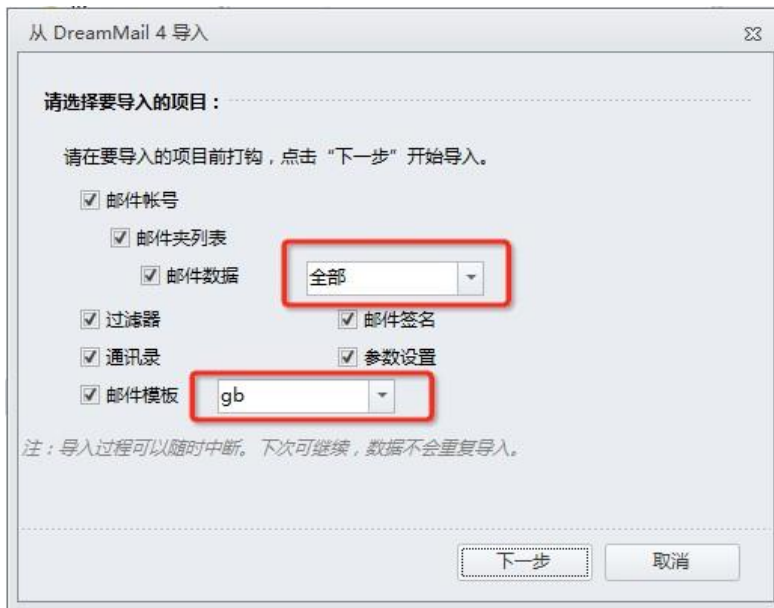 从 DreamMail 4 导入
请选择要导入的项目：
请在要导入的项目前打钩，点击“下一步”开始导入。
邮件帐号
邮件夹列表
邮件数据 全部
过滤器 邮件签名
通讯录 参数设置
邮件模板 gb
注：导入过程可以随时中断。下次可继续，数据不会重复导入。
下一步 取消